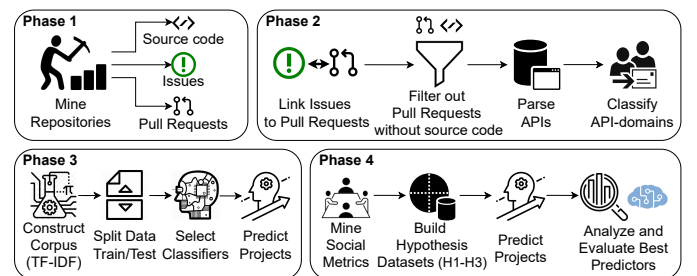 Phase 1
Source code
Issues
Pull Requests
Mine
Repositories
Phase 2
Link Issues
to Pull Requests
Filter out
Pull Requests
without source code
Parse
APIs
Classify
API-domains
Phase 3
Construct
Corpus
(TF-IDF)
Split Data
Train/Test
Select
Classifiers
Predict
Projects
Phase 4
Mine
Social
Metrics
Build
Hypothesis
Datasets (H1-H3)
Predict
Projects
Analyze and
Evaluate Best
Predictors